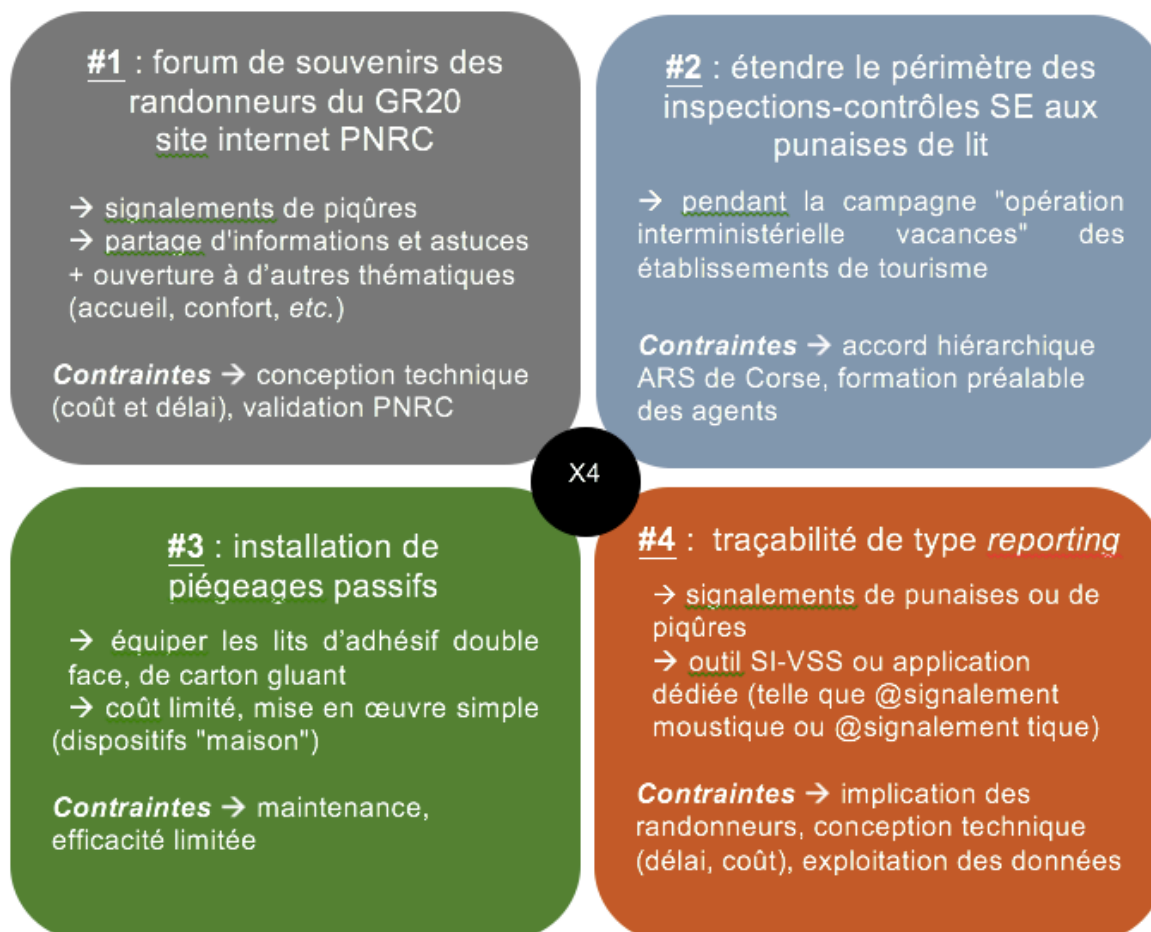 #1 : forum de souvenirs des
randonneurs du GR20
site internet PNRC
→ signalements de piqûres
→ partage d'informations et astuces
+ ouverture à d’autres thématiques
(accueil, confort, etc.)
Contraintes → conception technique
(coût et délai), validation PNRC
#2 : étendre le périmètre des
inspections-contrôles SE aux
punaises de lit
→ pendant la campagne "opération
interministérielle vacances" des
établissements de tourisme
Contraintes → accord hiérarchique
ARS de Corse, formation préalable
des agents
X4
#3 : installation de
piégeages passifs
→ équiper les lits d’adhésif double
face, de carton gluant
→ coût limité, mise en œuvre simple
(dispositifs "maison")
Contraintes → maintenance,
efficacité limitée
#4 : traçabilité de type reporting
→ signalements de punaises ou de
piqûres
→ outil SI-VSS ou application
dédiée (telle que @signalement
moustique ou @signalement tique)
Contraintes → implication des
randonneurs, conception technique
(délai, coût), exploitation des données